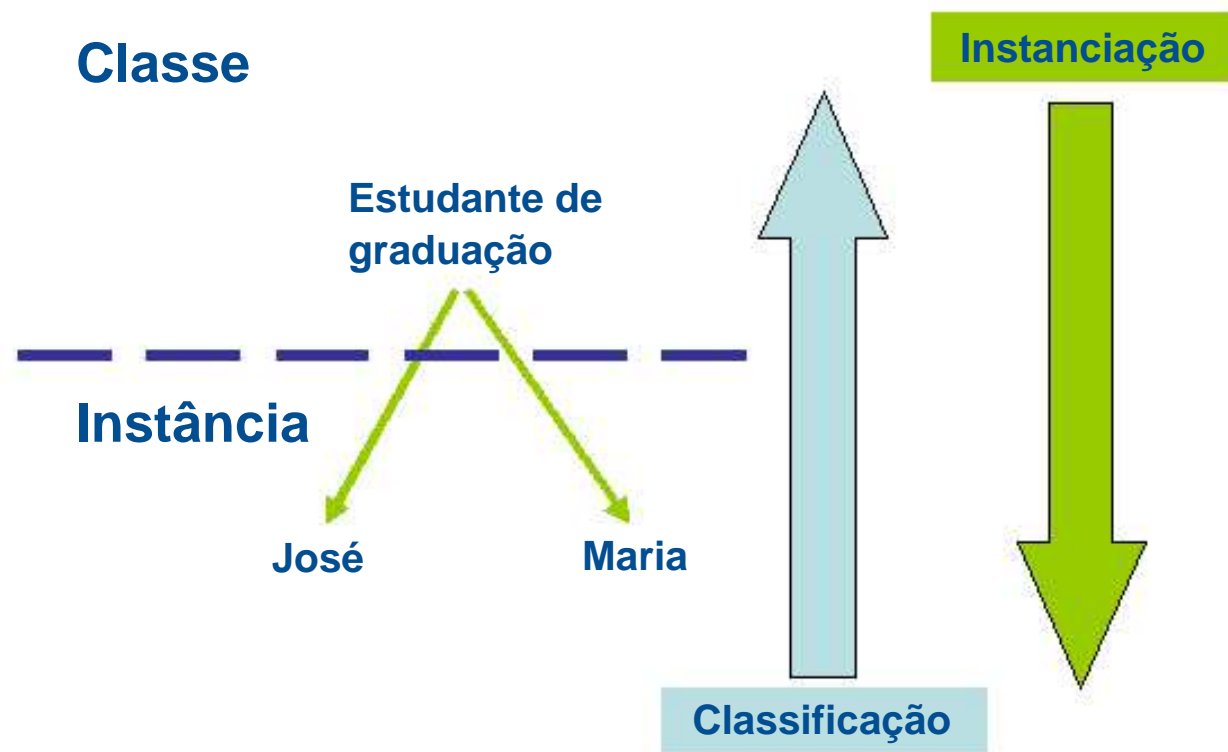 Classe
Instanciação
Estudante de
graduação
Instância
José
Maria
Classificação